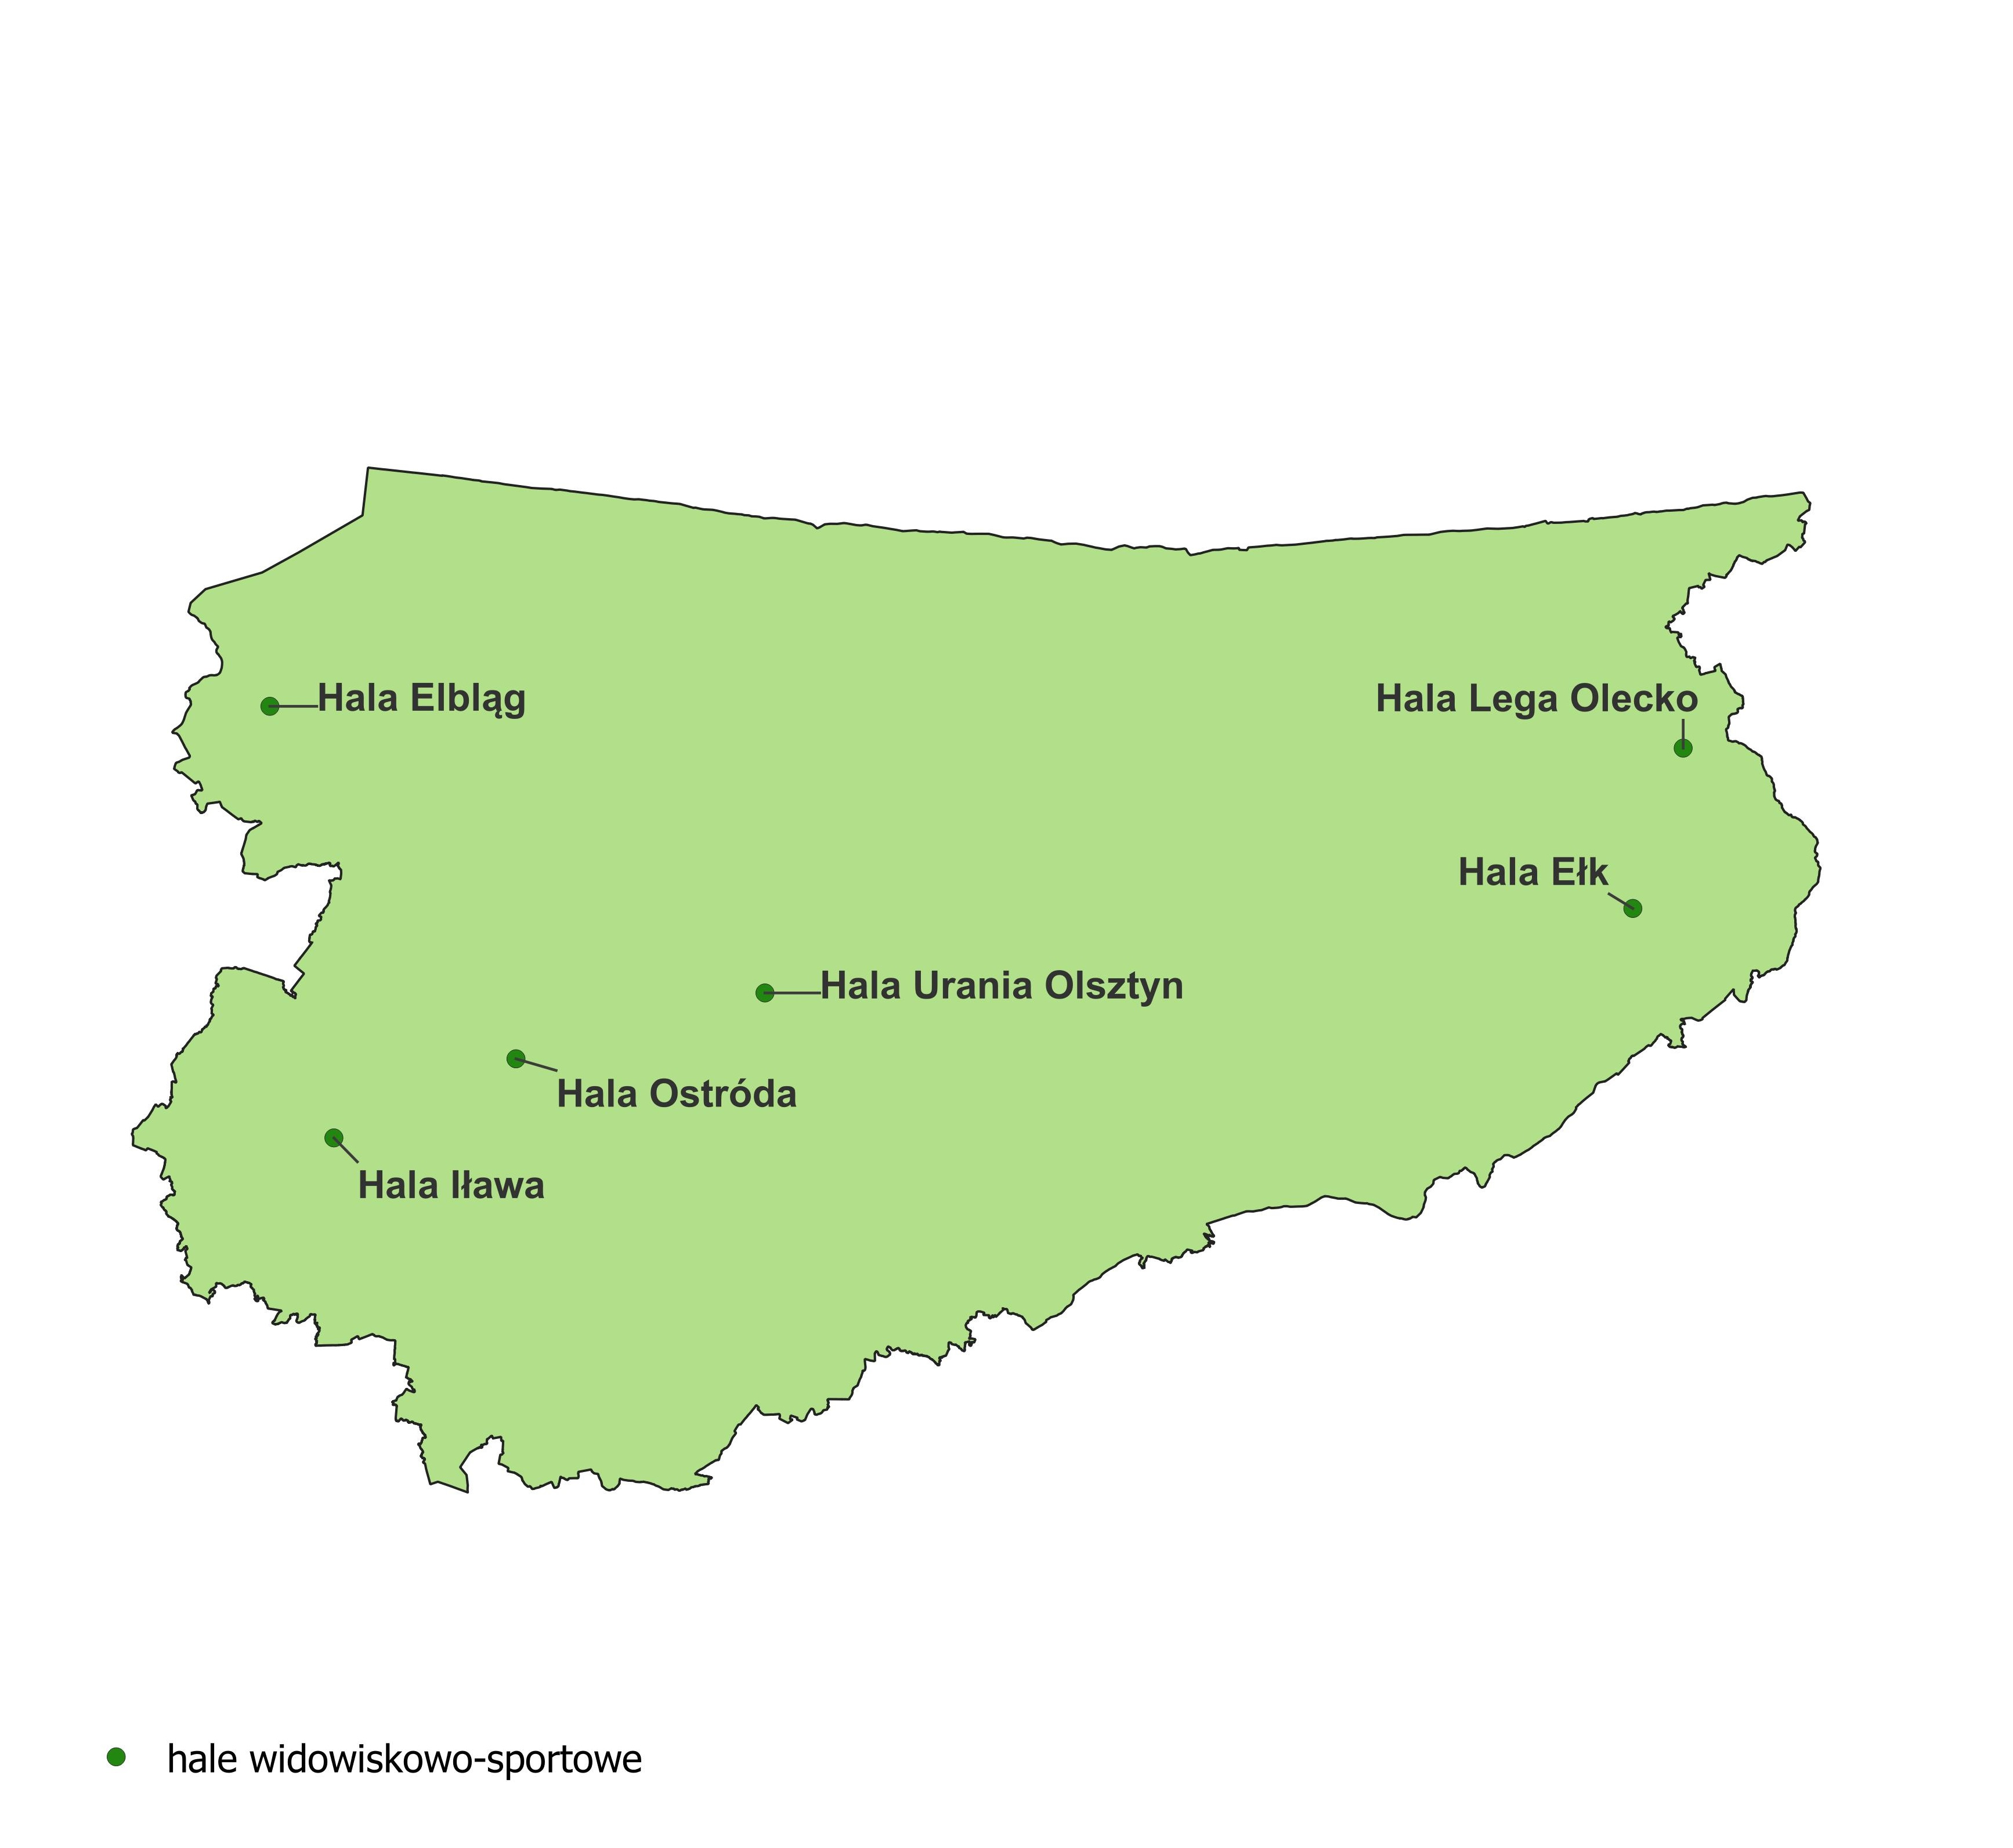 Hala Elbląg
Hala Lega Olecko
Hala Ełk
Hala Urania Olsztyn
Hala Ostróda
Hala Iława
hale widowiskowo-sportowe